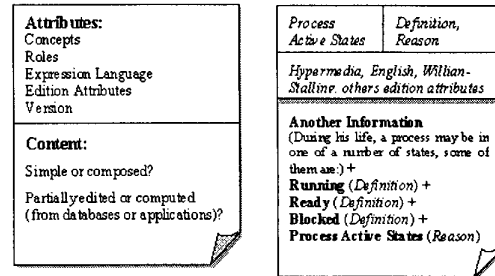 Attributes:
Concepts
Roles
Expression Language
Edition Attributes
Version
Content:
Simple or composed?
Partially edited or computed
(from databases or applications)?
Process
Active States
Definition,
Reason
Hypermedia, English, Willian-
Stalling, others edition attributes
Another Information
(During his life, a process may be in
one of a number of states, some of
them are:) +
Running (Definition) +
Ready (Definition) +
Blocked (Definition) +
Process Active States (Reason)